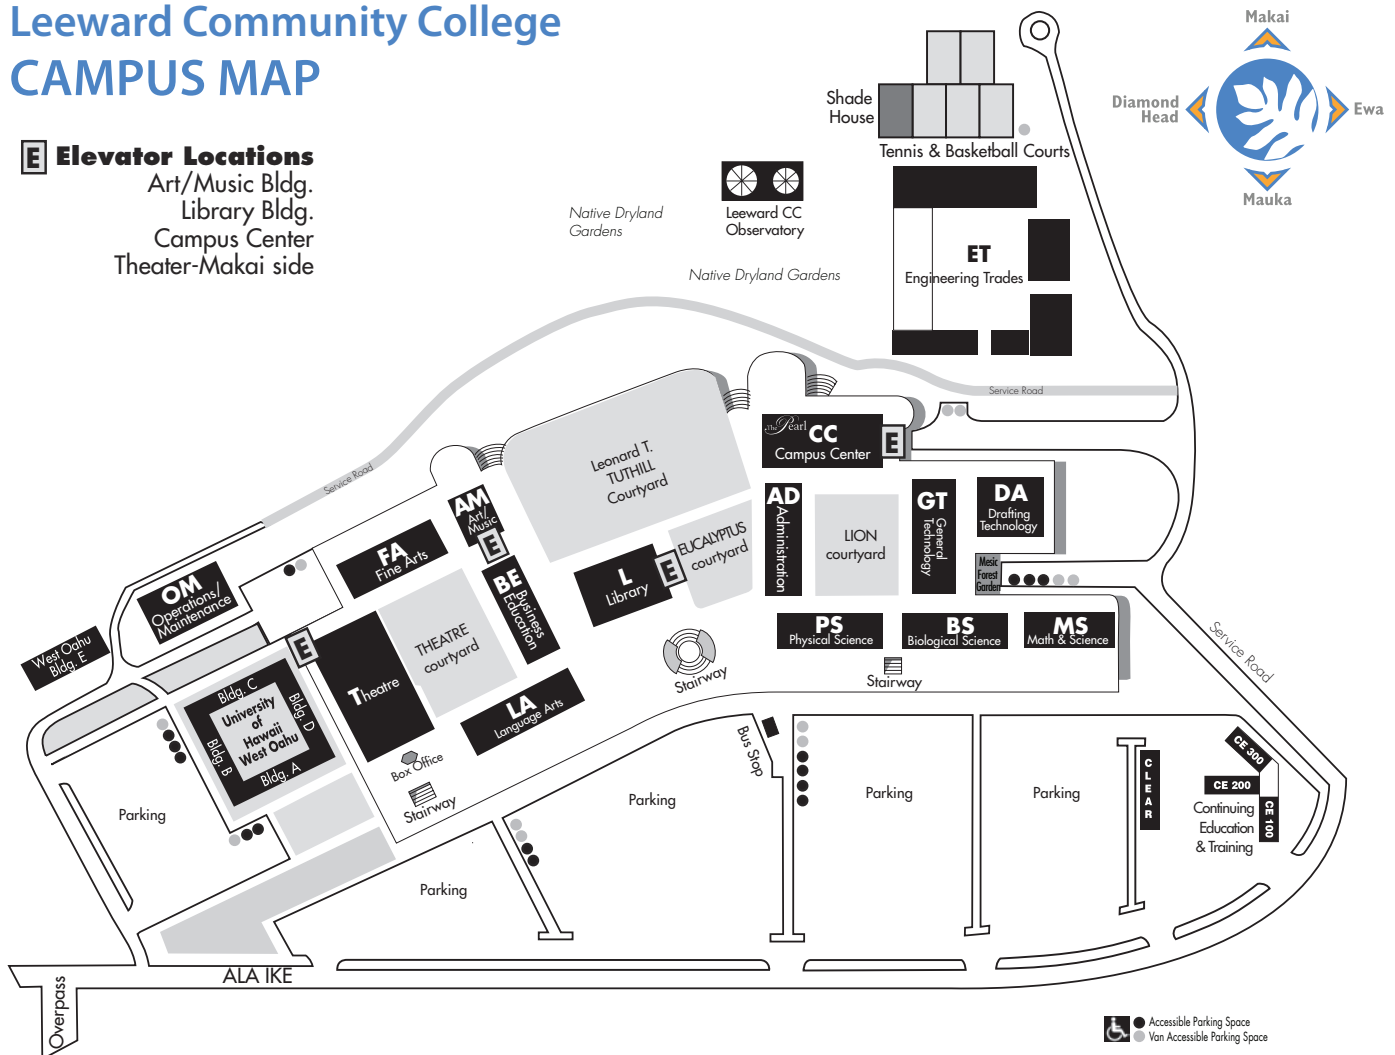 Leeward Community College
CAMPUS MAP
E Elevator Locations
Art/Music Bldg.
Library Bldg.
Campus Center
Theater-Makai side
Makai
Diamond
Head
Ewa
Mauka
Shade
House
Tennis & Basketball Courts
Leeward CC
Observatory
Native Dryland
Gardens
Native Dryland Gardens
ET
Engineering Trades
Service Road
The Pearl
CC
Campus Center
E
Leonard T.
TUTHILL
Courtyard
Service Road
AM
Art/
Music
E
FA
Fine Arts
OM
Operations/
Maintenance
West Oahu
Bldg. E
BE
Business
Education
L
Library
E
EUCALYPTUS
courtyard
AD
Administration
LION
courtyard
GT
General
Technology
DA
Drafting
Technology
Mesic
Forest
Garden
PS
Physical Science
BS
Biological Science
MS
Math & Science
Service Road
E
Theatre
THEATRE
courtyard
LA
Language Arts
Stairway
Stairway
Bldg. C
Bldg. D
Bldg. B
Bldg. A
University
of
Hawaii
West Oahu
Box Office
Stairway
Bus Stop
Parking
Parking
Parking
Parking
Parking
CLEAR
CE 300
CE 200
CE 100
Continuing
Education
& Training
ALA IKE
Overpass
Accessible Parking Space
Van Accessible Parking Space